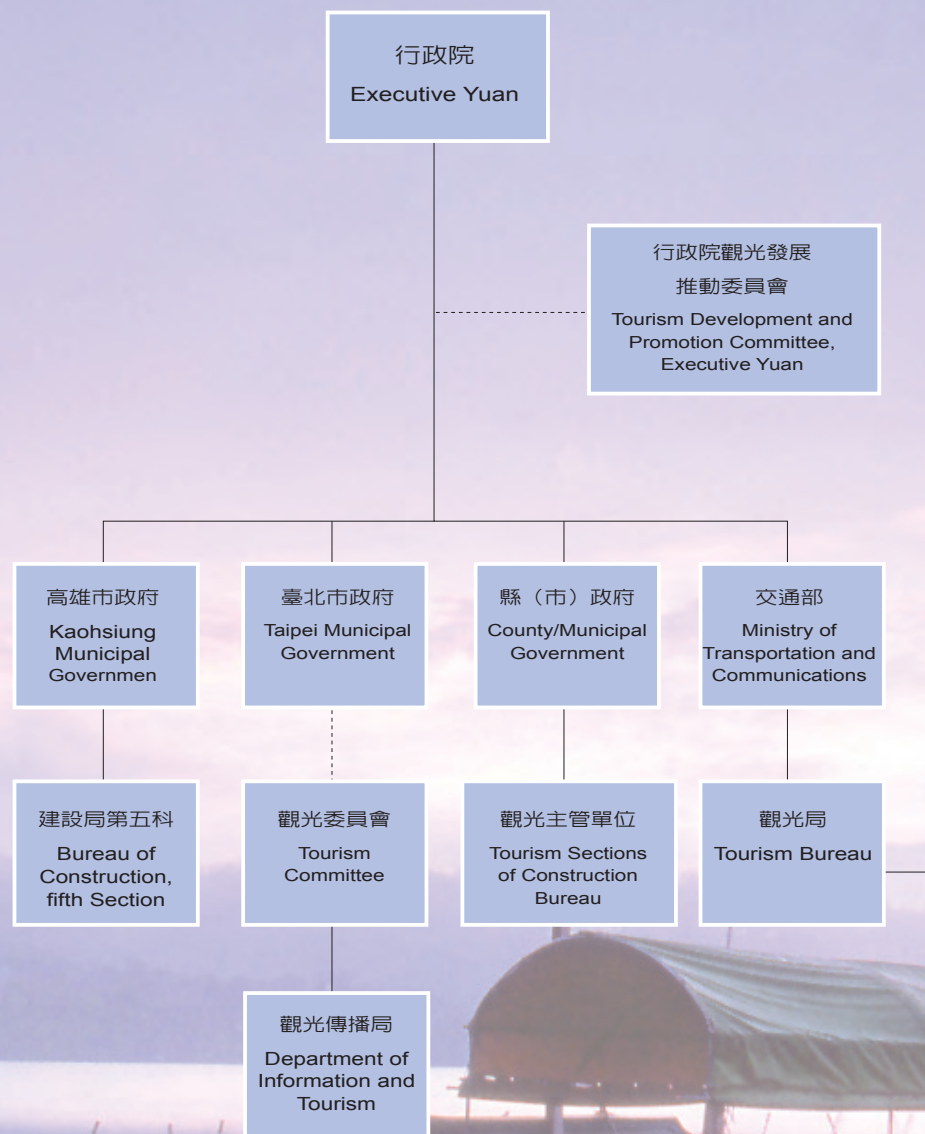 行政院
Executive Yuan
行政院觀光發展
推動委員會
Tourism Development and
Promotion Committee,
Executive Yuan
高雄市政府
Kaohsiung
Municipal
Governmen
臺北市政府
Taipei Municipal
Government
縣（市）政府
County/Municipal
Government
交通部
Ministry of
Transportation and
Communications
建設局第五科
Bureau of
Construction,
fifth Section
觀光委員會
Tourism
Committee
觀光主管單位
Tourism Sections
of Construction
Bureau
觀光局
Tourism Bureau
觀光傳播局
Department of
Information and
Tourism